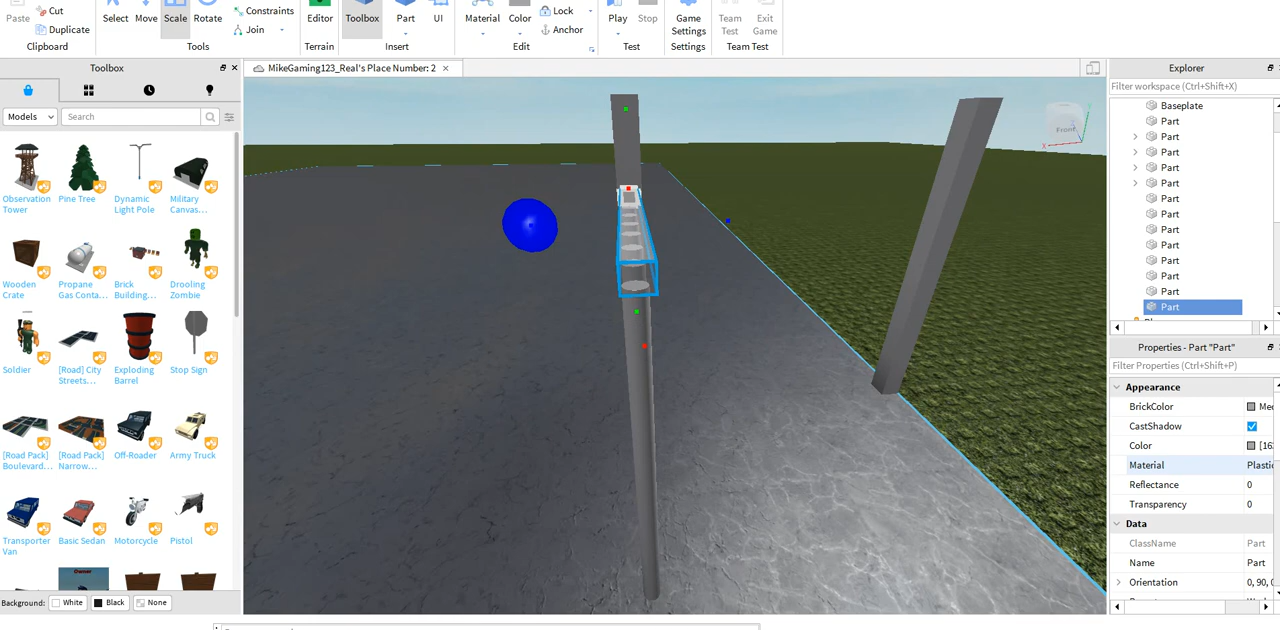 Paste
Cut
Duplicate
Clipboard
Select
Move
Scale
Rotate
Constraints
Join
Tools
Editor
Terrain
Toolbox
Part
UI
Insert
Material
Color
Lock
Anchor
Edit
Play
Stop
Test
Game
Settings
Settings
Team
Test
Exit
Game
Team Test
Toolbox
MikeGaming123_Real's Place Number: 2
Models
Search
Observation
Tower
Pine Tree
Dynamic
Light Pole
Military
Canvas...
Wooden
Crate
Propane
Gas Conta...
Brick
Building...
Drooling
Zombie
Soldier
[Road] City
Streets...
Exploding
Barrel
Stop Sign
[Road Pack]
Boulevard...
[Road Pack]
Narrow...
Off-Roader
Army Truck
Transporter
Van
Basic Sedan
Motorcycle
Pistol
Background:
White
Black
None
Front
Explorer
Filter workspace (Ctrl+Shift+X)
Baseplate
Part
Part
Part
Part
Part
Part
Part
Part
Part
Part
Part
Part
Part
Properties - Part "Part"
Filter Properties (Ctrl+Shift+P)
Appearance
BrickColor Med
CastShadow
Color [16
Material Plastic
Reflectance 0
Transparency 0
Data
ClassName Part
Name Part
Orientation 0, 90, 0